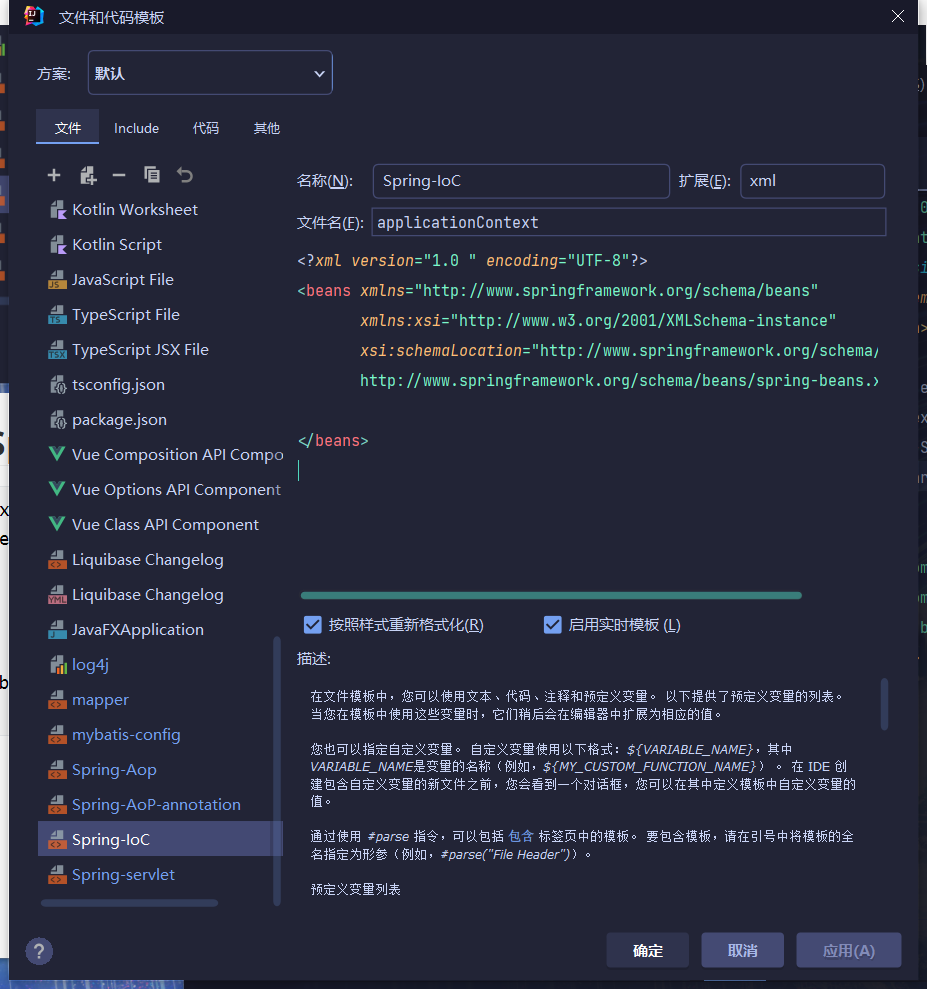 文件和代码模板
方案: 默认
文件 Include 代码 其他
Kotlin Worksheet
Kotlin Script
JavaScript File
TypeScript File
TypeScript JSX File
tsconfig.json
package.json
Vue Composition API Compo
Vue Options API Component
Vue Class API Component
Liquibase Changelog
Liquibase Changelog
JavaFXApplication
log4j
mapper
mybatis-config
Spring-Aop
Spring-AoP-annotation
Spring-IoC
Spring-servlet
名称(N): Spring-IoC 扩展(E): xml
文件名(F): applicationContext
<?xml version="1.0 " encoding="UTF-8"?>
<beans xmlns="http://www.springframework.org/schema/beans"
xmlns:xsi="http://www.w3.org/2001/XMLSchema-instance"
xsi:schemaLocation="http://www.springframework.org/schema/
http://www.springframework.org/schema/beans/spring-beans.x
</beans>
按照样式重新格式化(R) 启用实时模板 (L)
描述:
在文件模板中，您可以使用文本、代码、注释和预定义变量。 以下提供了预定义变量的列表。
当您在模板中使用这些变量时，它们稍后会在编辑器中扩展为相应的值。
您也可以指定自定义变量。 自定义变量使用以下格式：${VARIABLE_NAME}，其中
VARIABLE_NAME是变量的名称（例如，${MY_CUSTOM_FUNCTION_NAME}）。 在 IDE 创
建包含自定义变量的新文件之前，您会看到一个对话框，您可以在其中定义模板中自定义变量的
值。
通过使用 #parse 指令，可以包括 包含 标签页中的模板。 要包含模板，请在引号中将模板的全
名指定为形参（例如，#parse("File Header")）。
预定义变量列表
? 确定 取消 应用(A)